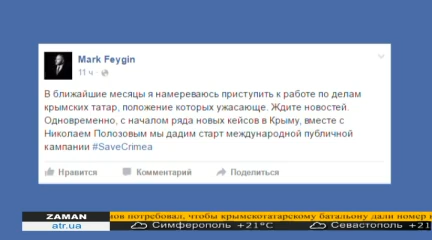 Mark Feygin
11 ч ·
В ближайшие месяцы я намереваюсь приступить к работе по делам
крымских татар, положение которых ужасающе. Ждите новостей.
Одновременно, с началом ряда новых кейсов в Крыму, вместе с
Николаем Полозовым мы дадим старт международной публичной
кампании #SaveCrimea
Нравится Комментарий Поделиться
ZAMAN
мов потребовал, чтобы крымскотатарскому батальону дали номер
atr.ua
Симферополь +21°C Севастополь +21